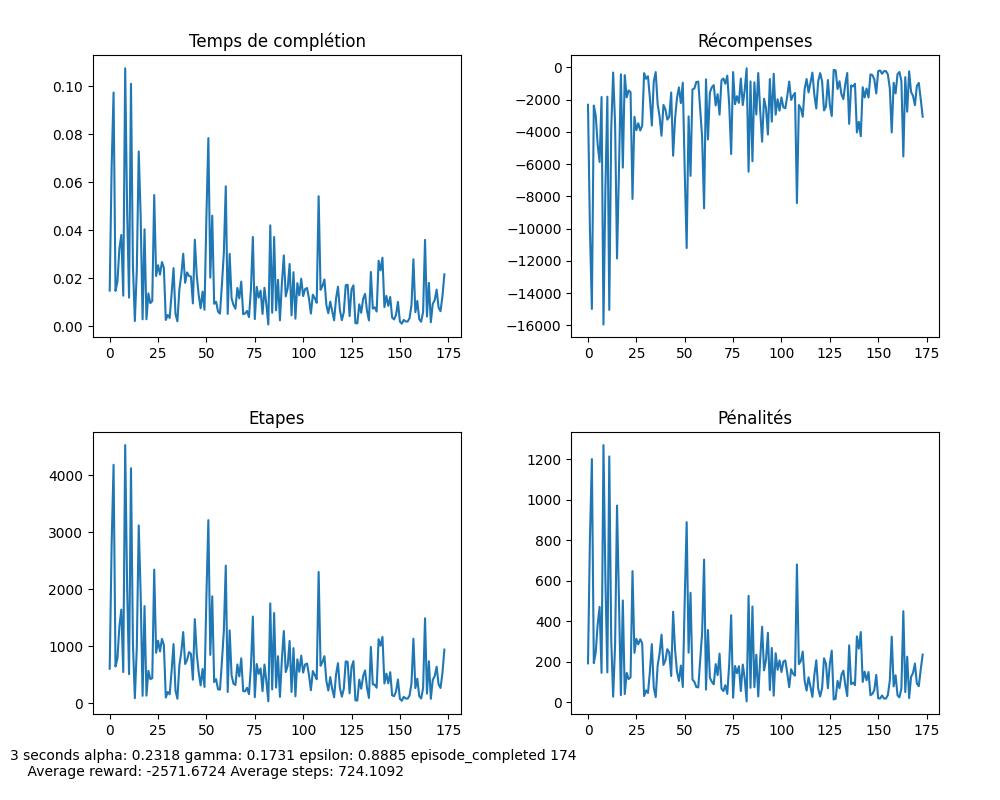 Temps de complétion
0.10
0.08
0.06
0.04
0.02
0.00
0 25 50 75 100 125 150 175
Récompenses
0
−2000
−4000
−6000
−8000
−10000
−12000
−14000
−16000
0 25 50 75 100 125 150 175
Etapes
4000
3000
2000
1000
0
0 25 50 75 100 125 150 175
Pénalités
1200
1000
800
600
400
200
0
0 25 50 75 100 125 150 175
3 seconds alpha: 0.2318 gamma: 0.1731 epsilon: 0.8885 episode_completed 174
Average reward: -2571.6724 Average steps: 724.1092